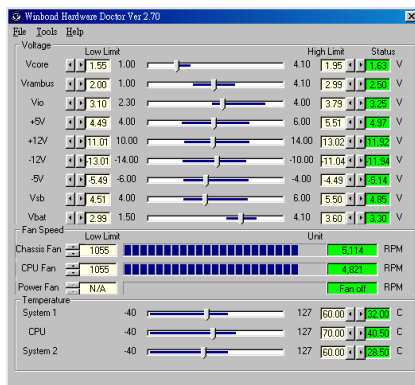 Winbond Hardware Doctor Ver 2.70
File Tools Help
Voltage
Low Limit High Limit Status
Vcore 1.55 1.00 4.10 1.95 1.63 V
Vrambus 2.00 1.00 4.10 2.99 2.50 V
Vio 3.10 2.30 4.00 3.79 3.25 V
+5V 4.49 4.00 6.00 5.51 4.97 V
+12V 11.01 10.00 14.00 13.02 11.92 V
-12V -13.01 -14.00 -10.00 -11.04 -11.94 V
-5V -5.49 -6.00 -4.00 -4.49 -5.14 V
Vsb 4.51 4.00 6.00 5.50 4.85 V
Vbat 2.99 1.50 4.10 3.60 3.30 V
Fan Speed
Low Limit Unit
Chassis Fan 1055 5,114 RPM
CPU Fan 1055 4,821 RPM
Power Fan N/A Fan off RPM
Temperature
System 1 -40 127 60.00 32.00 C
CPU -40 127 70.00 40.50 C
System 2 -40 127 60.00 28.50 C